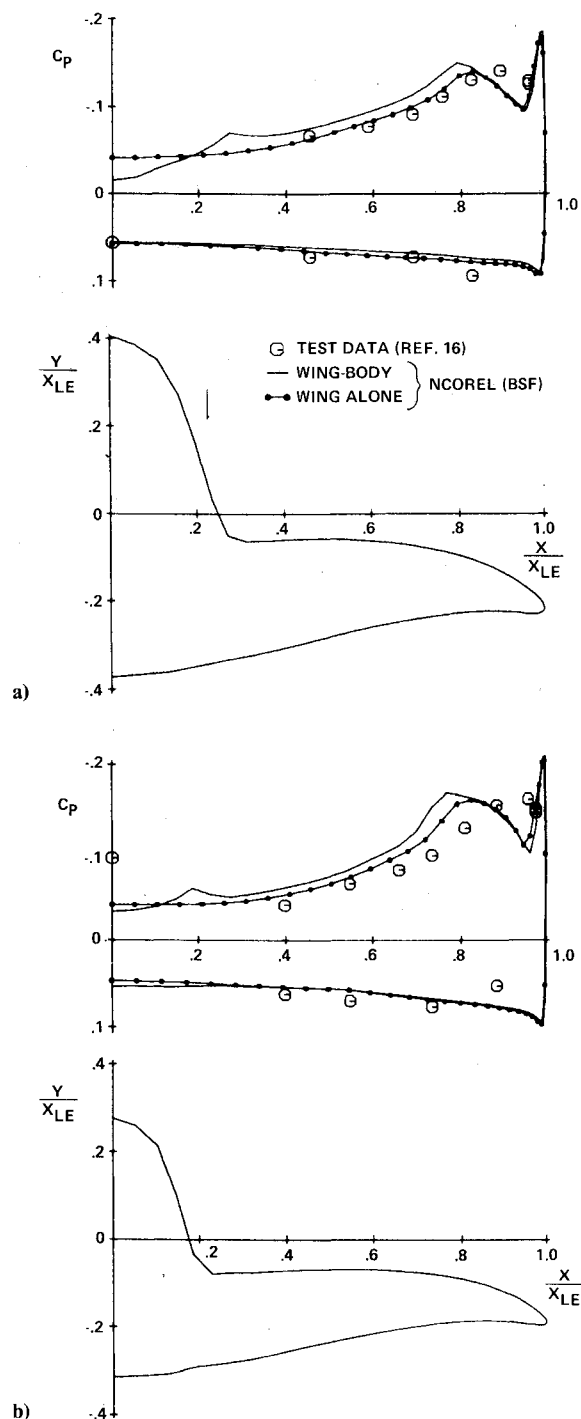 -.2
C_P
-.1
0
.2 .4 .6 .8 1.0
.1
0.4
Y
X_LE
.2
TEST DATA (REF. 16)
WING-BODY
WING ALONE
NCOREL (BSF)
0
.2 .4 .6 .8 1.0
X
X_LE
-.2
-.4
a)
-.2
C_P
-.1
0
.2 .4 .6 .8 1.0
.1
0.4
Y
X_LE
.2
0
.2 .4 .6 .8 1.0
X
X_LE
-.2
-.4
b)